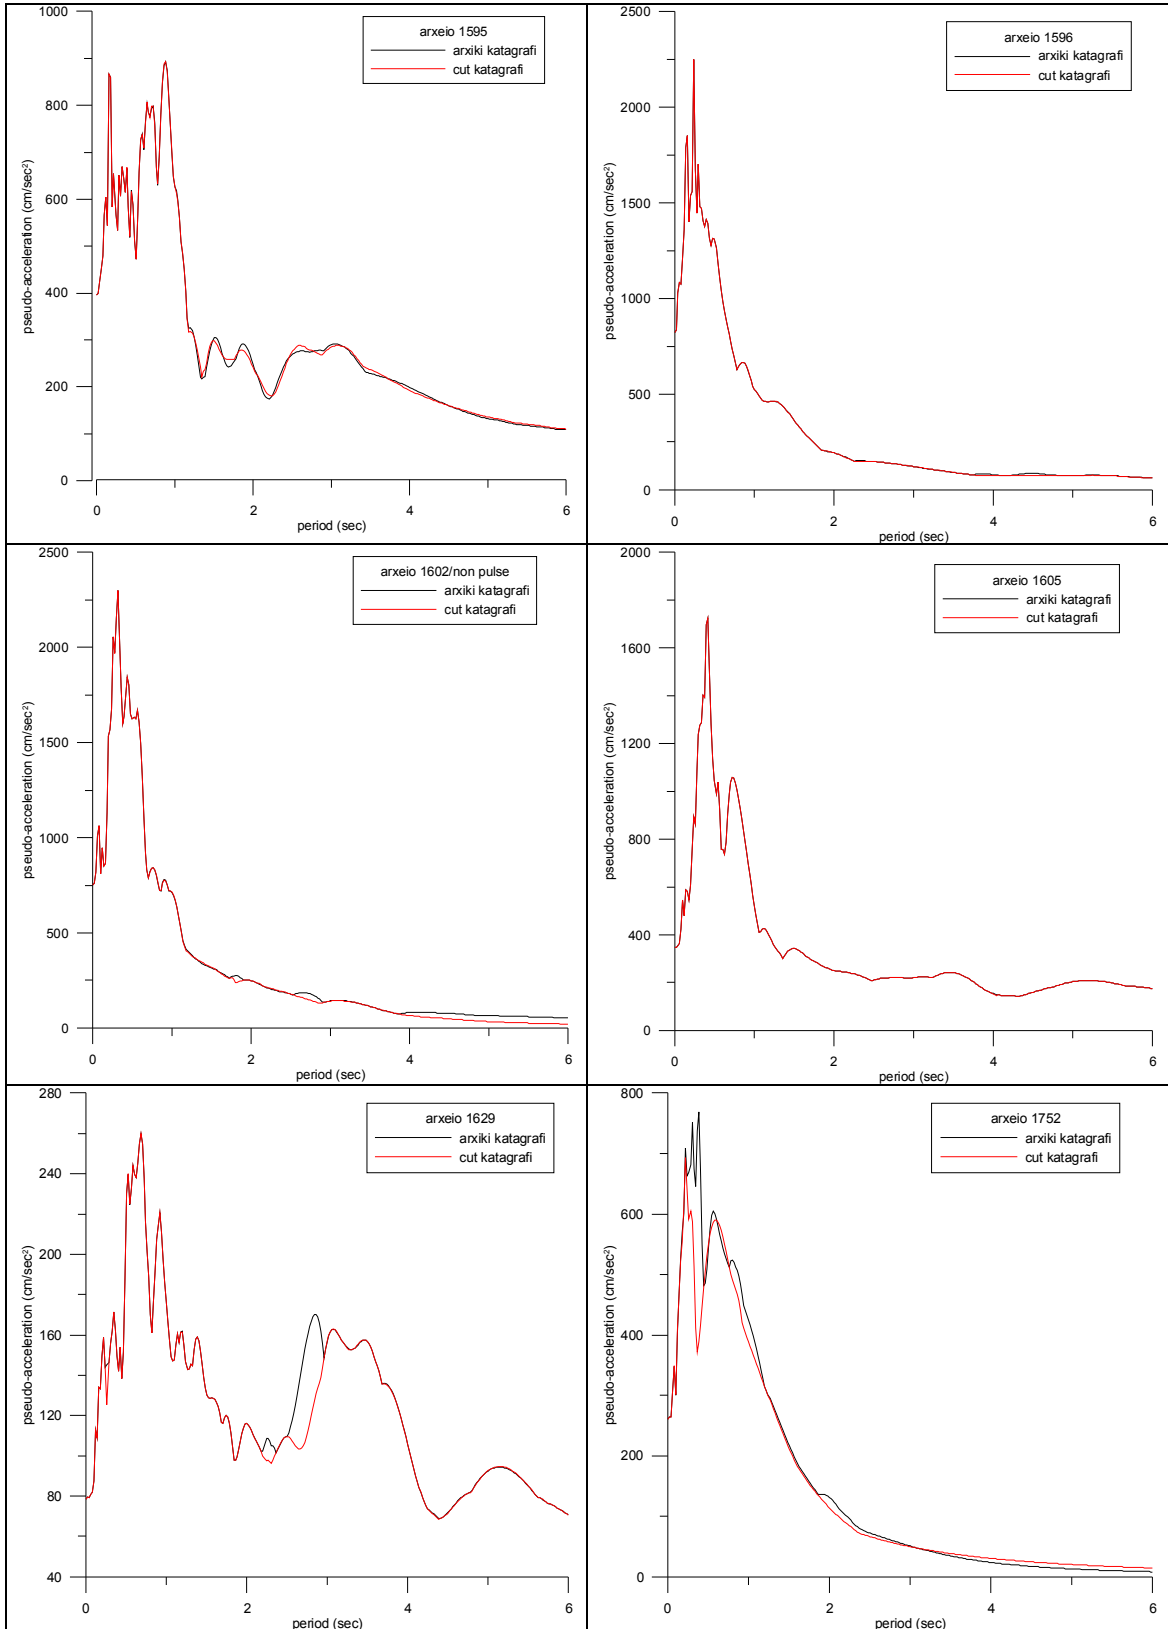 1000
800
600
400
200
0
pseudo-acceleration (cm/sec²)
arxeio 1595
arxiki katagrafi
cut katagrafi
0 2 4 6
period (sec)
2500
2000
1500
1000
500
0
pseudo-acceleration (cm/sec²)
arxeio 1596
arxiki katagrafi
cut katagrafi
0 2 4 6
period (sec)
2500
2000
1500
1000
500
0
pseudo-acceleration (cm/sec²)
arxeio 1602/non pulse
arxiki katagrafi
cut katagrafi
0 2 4 6
period (sec)
2000
1600
1200
800
400
0
pseudo-acceleration (cm/sec²)
arxeio 1605
arxiki katagrafi
cut katagrafi
0 2 4 6
period (sec)
280
240
200
160
120
80
40
pseudo-acceleration (cm/sec²)
arxeio 1629
arxiki katagrafi
cut katagrafi
0 2 4 6
period (sec)
800
600
400
200
0
pseudo-acceleration (cm/sec²)
arxeio 1752
arxiki katagrafi
cut katagrafi
0 2 4 6
period (sec)